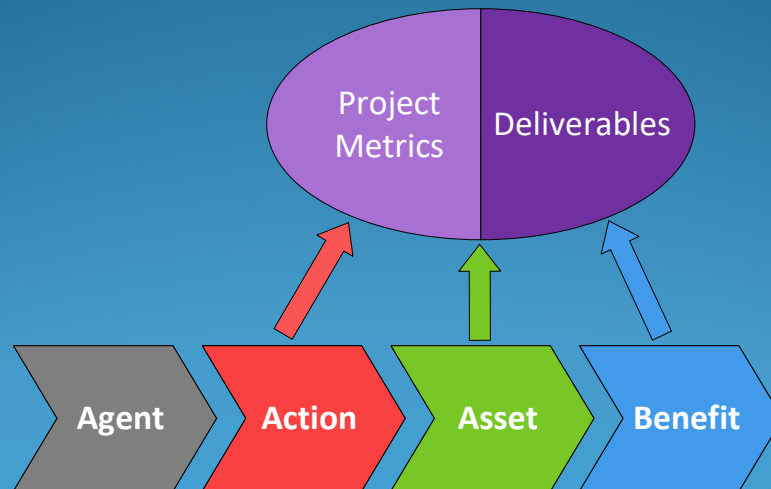 Project
Metrics
Deliverables
Agent
Action
Asset
Benefit